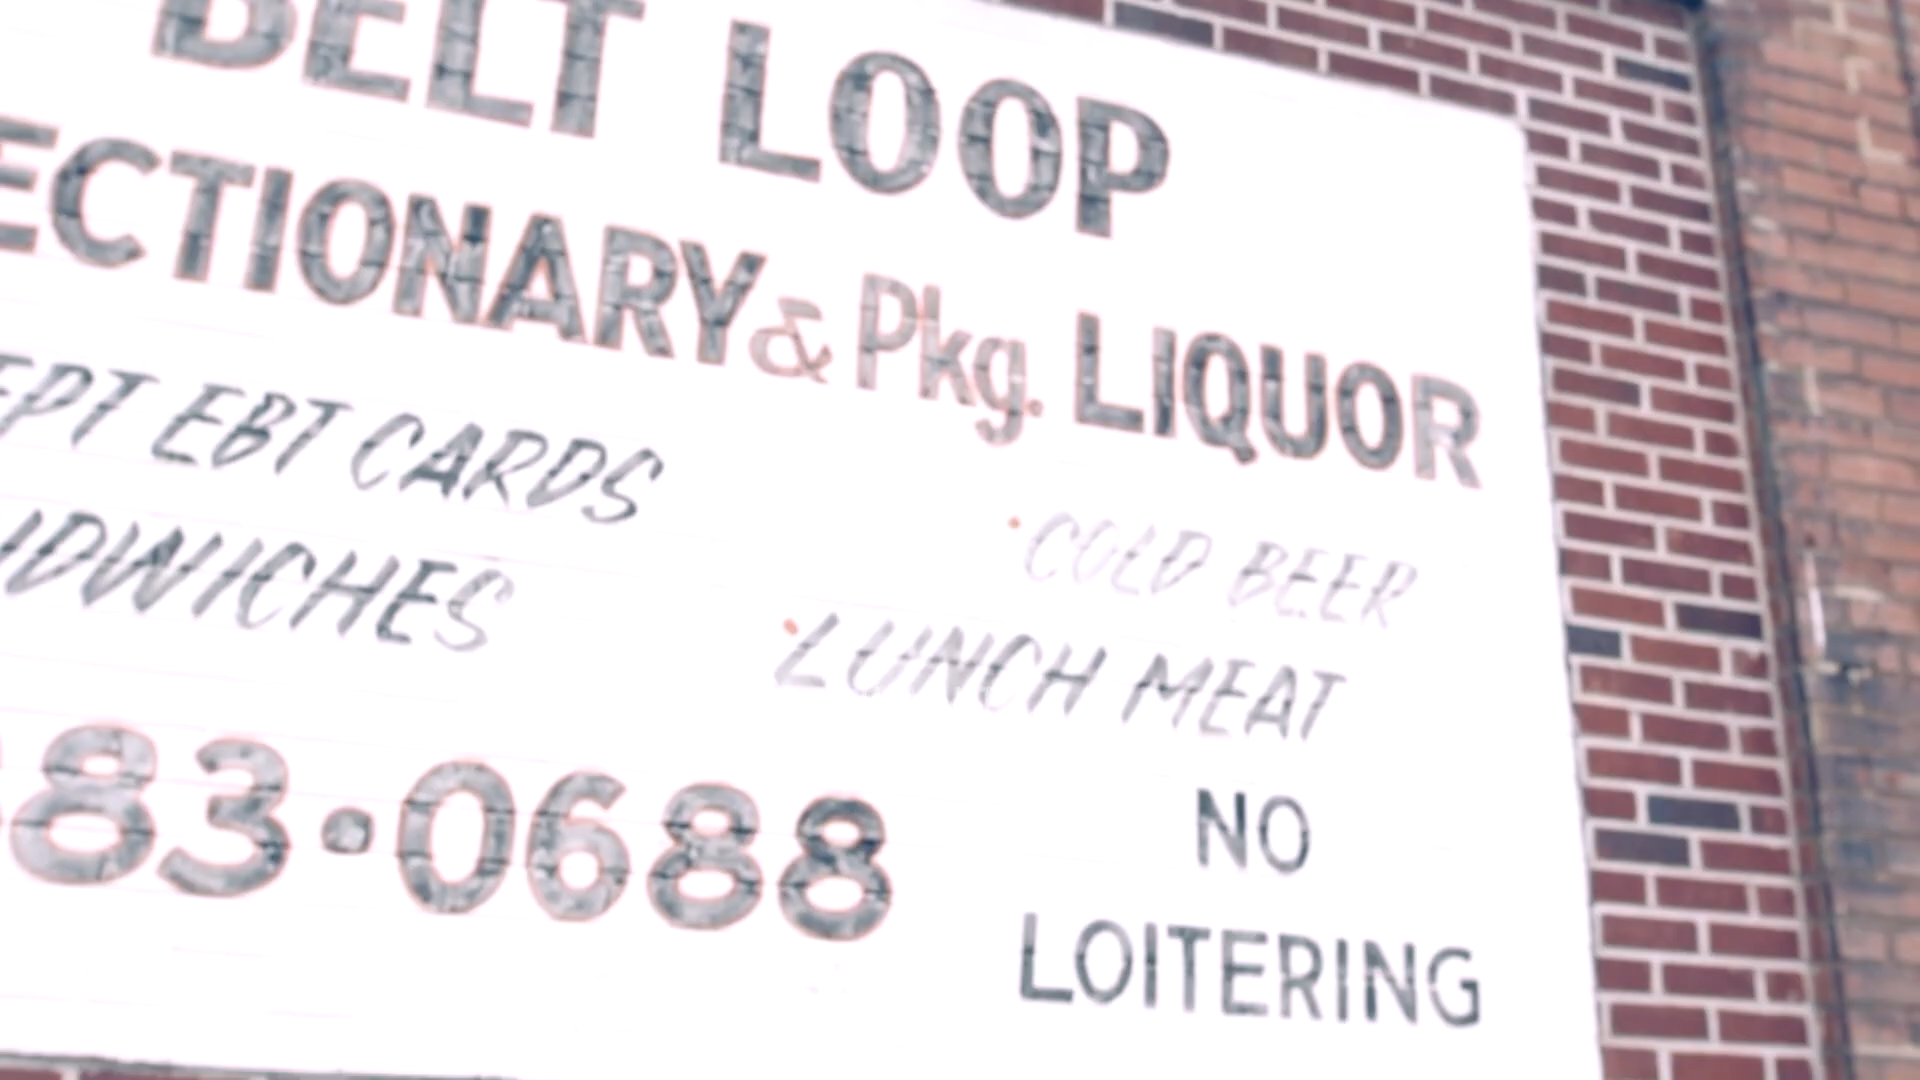 BELT LOOP
ECTIONARY & Pkg. LIQUOR
EPT EBT CARDS
•COLD BEER
NDWICHES
•LUNCH MEAT
83•0688
NO
LOITERING